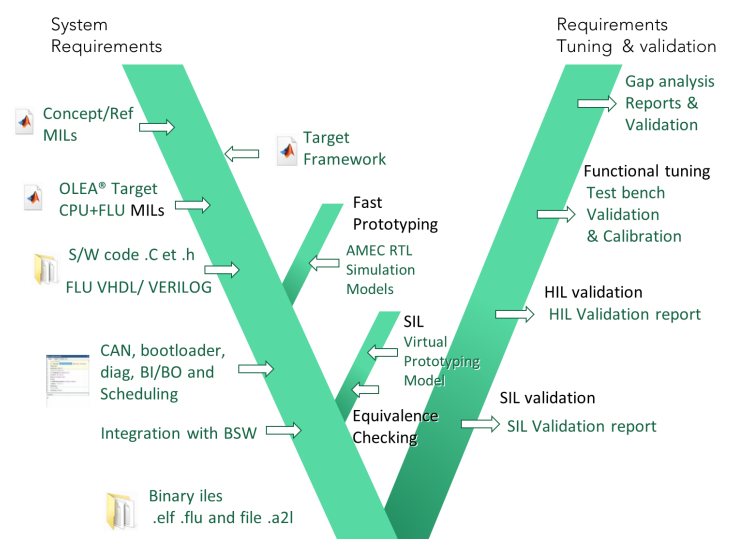 System
Requirements
Requirements
Tuning & validation
Concept/Ref
MILs
Target
Framework
Gap analysis
Reports &
Validation
OLEA® Target
CPU+FLU MILs
Fast
Prototyping
Functional tuning
Test bench
Validation
& Calibration
S/W code .C et .h
FLU VHDL/ VERILOG
AMEC RTL
Simulation
Models
HIL validation
HIL Validation report
CAN, bootloader,
diag, BI/BO and
Scheduling
SIL
Virtual
Prototyping
Model
Equivalence
Checking
SIL validation
SIL Validation report
Integration with BSW
Binary iles
.elf .flu and file .a2l